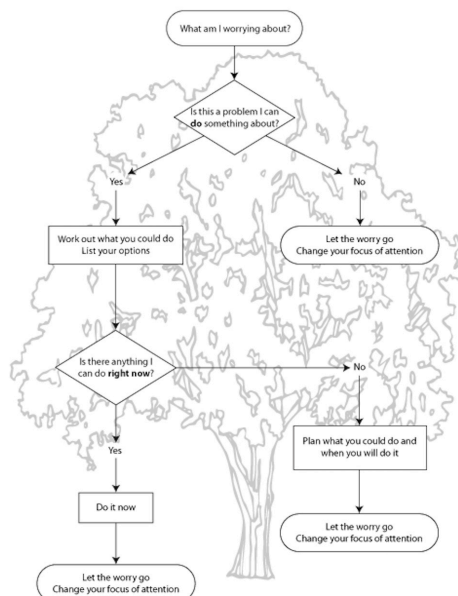 What am I worrying about?
Is this a problem I can
do something about?
Yes
No
Work out what you could do
List your options
Let the worry go
Change your focus of attention
Is there anything I
can do right now?
No
Yes
Plan what you could do and
when you will do it
Do it now
Let the worry go
Change your focus of attention
Let the worry go
Change your focus of attention